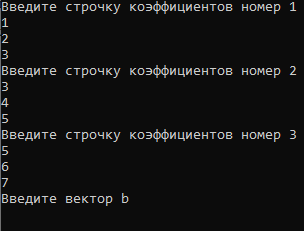 Введите строчку коэффициентов номер 1
1
2
3
Введите строчку коэффициентов номер 2
3
4
5
Введите строчку коэффициентов номер 3
5
6
7
Введите вектор b